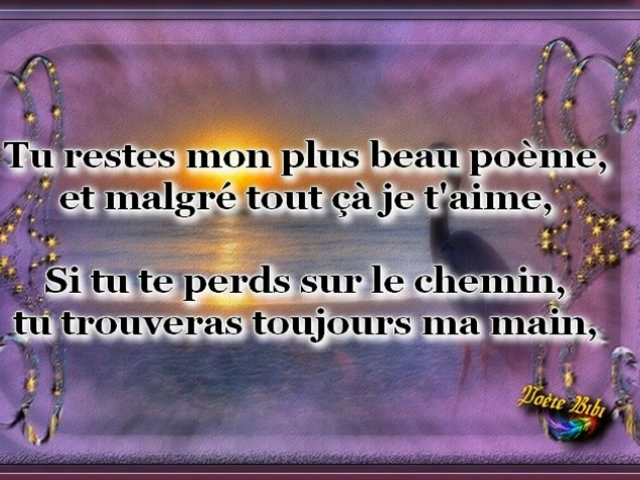 Tu restes mon plus beau poème,
et malgré tout çà je t'aime,
Si tu te perds sur le chemin,
tu trouveras toujours ma main,
Poète Bibi